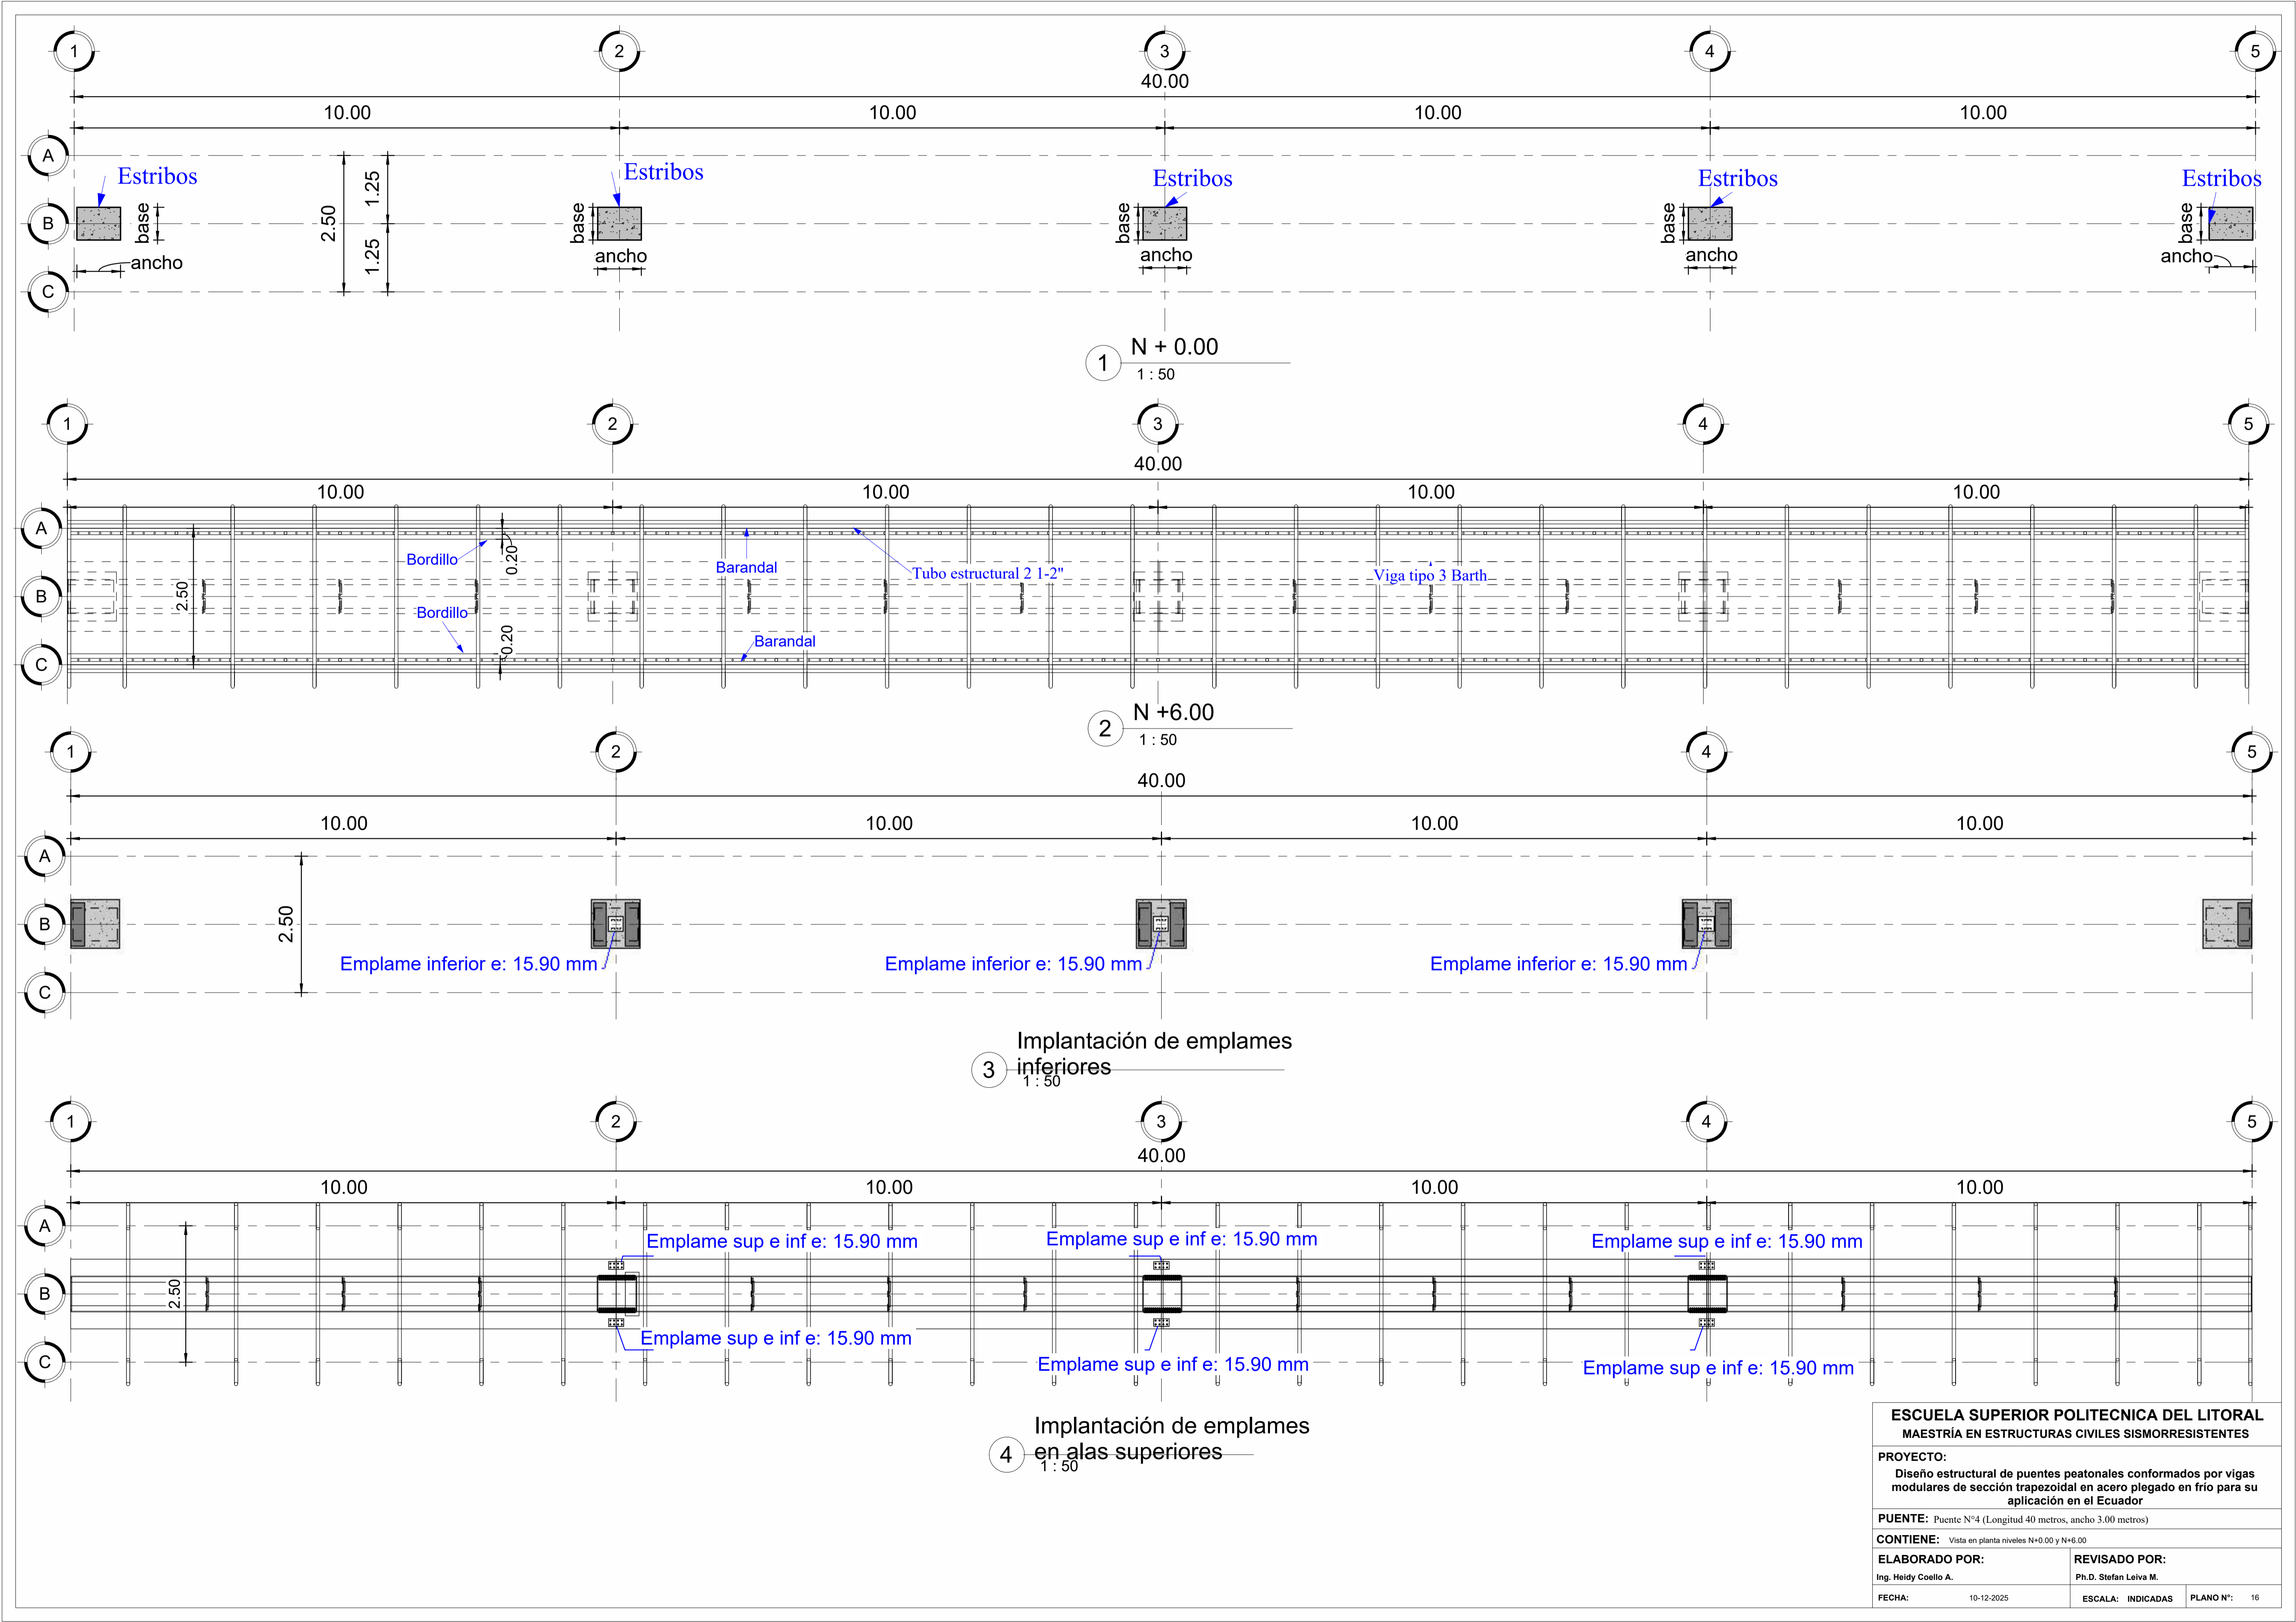 1
2
3
4
5
40.00
10.00
10.00
10.00
10.00
A
B
C
Estribos
Estribos
Estribos
Estribos
Estribos
1.25
2.50
1.25
base
ancho
base
ancho
base
ancho
base
ancho
base
ancho
1
N + 0.00
1 : 50
1
2
3
4
5
40.00
10.00
10.00
10.00
10.00
A
B
C
Bordillo
0.20
Barandal
Tubo estructural 2 1-2"
Viga tipo 3 Barth
2.50
Bordillo
0.20
Barandal
2
N +6.00
1 : 50
1
2
4
5
40.00
10.00
10.00
10.00
10.00
A
B
C
2.50
Emplame inferior e: 15.90 mm
Emplame inferior e: 15.90 mm
Emplame inferior e: 15.90 mm
3
Implantación de emplames
inferiores
1 : 50
1
2
3
4
5
40.00
10.00
10.00
10.00
10.00
A
B
C
2.50
Emplame sup e inf e: 15.90 mm
Emplame sup e inf e: 15.90 mm
Emplame sup e inf e: 15.90 mm
Emplame sup e inf e: 15.90 mm
Emplame sup e inf e: 15.90 mm
Emplame sup e inf e: 15.90 mm
4
Implantación de emplames
en alas superiores
1 : 50
ESCUELA SUPERIOR POLITECNICA DEL LITORAL
MAESTRÍA EN ESTRUCTURAS CIVILES SISMORRESISTENTES
PROYECTO:
Diseño estructural de puentes peatonales conformados por vigas
modulares de sección trapezoidal en acero plegado en frío para su
aplicación en el Ecuador
PUENTE: Puente N°4 (Longitud 40 metros, ancho 3.00 metros)
CONTIENE: Vista en planta niveles N+0.00 y N+6.00
ELABORADO POR:
Ing. Heidy Coello A.
REVISADO POR:
Ph.D. Stefan Leiva M.
FECHA: 10-12-2025
ESCALA: INDICADAS
PLANO N°: 16